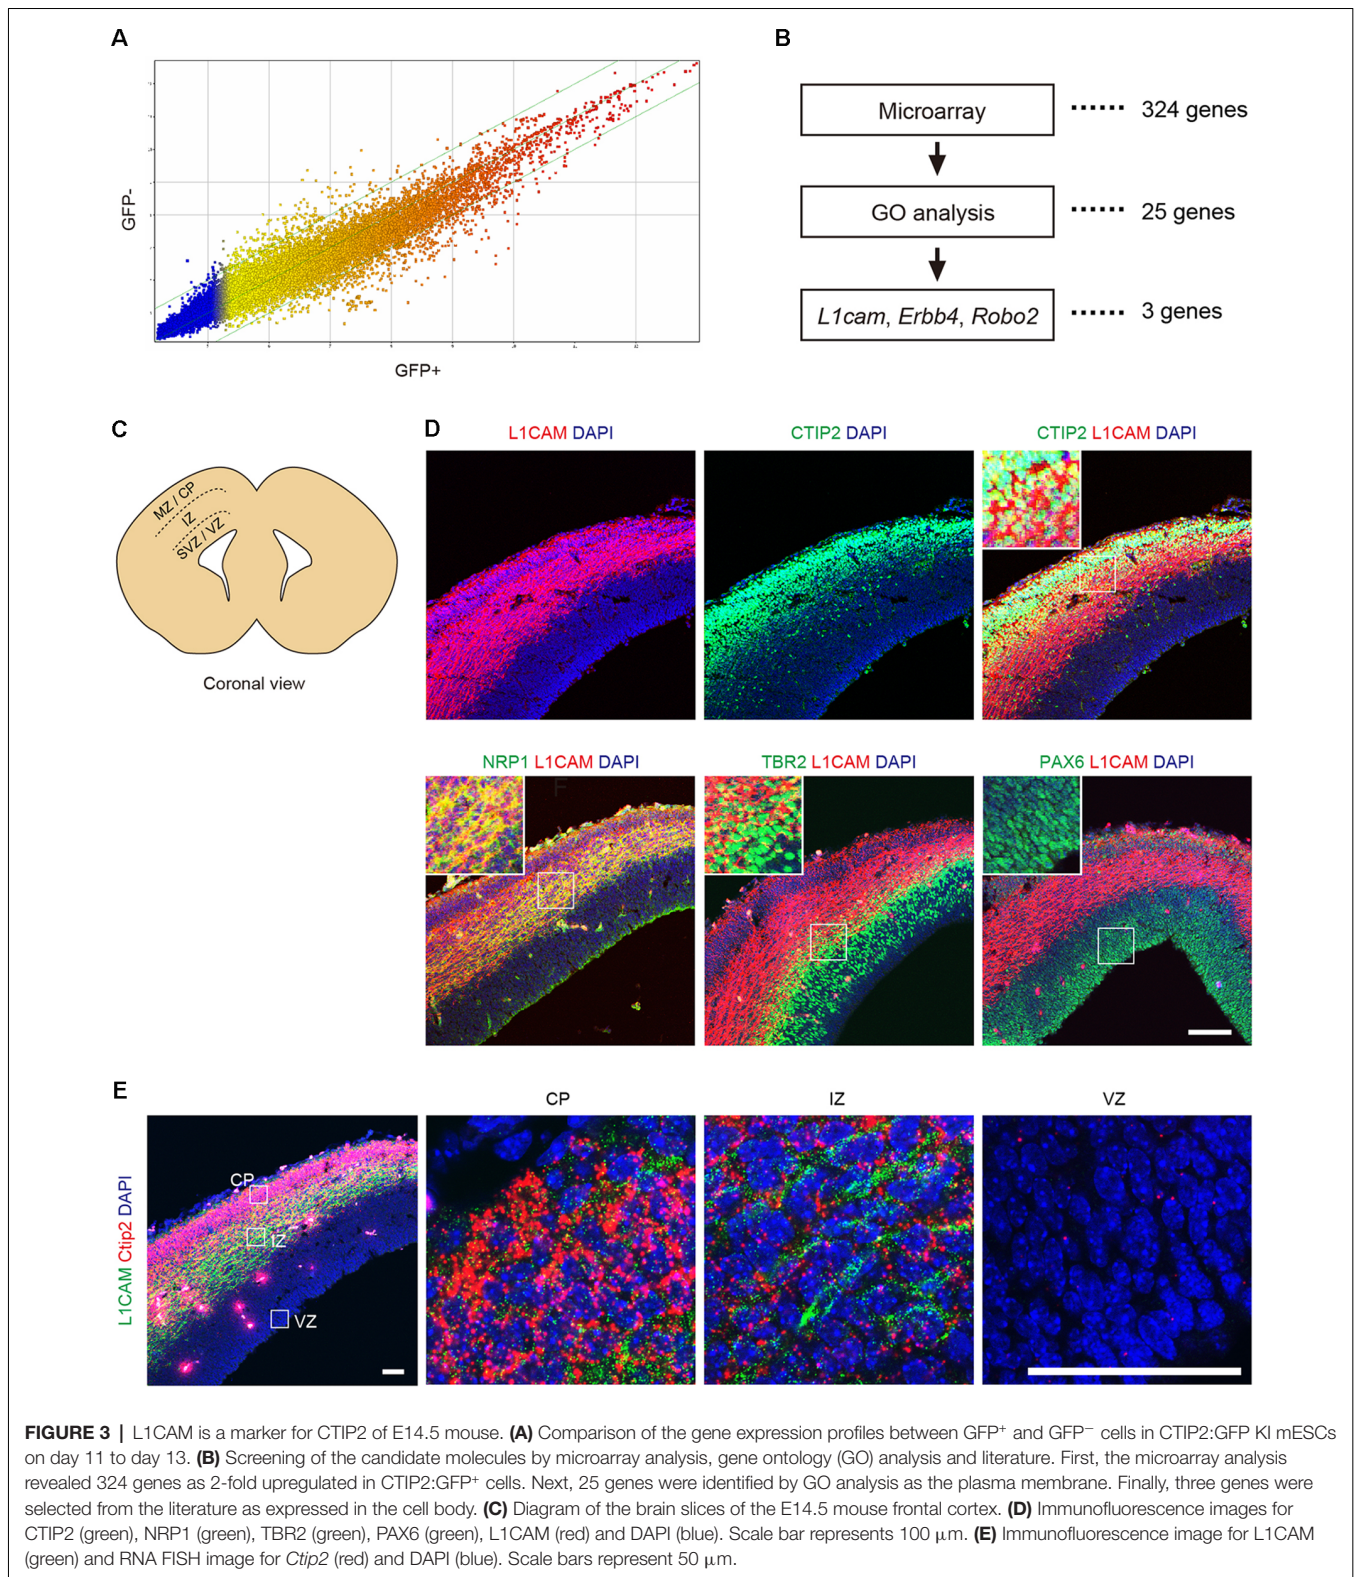 A
GFP-
GFP+
B
Microarray
324 genes
GO analysis
25 genes
L1cam, Erbb4, Robo2
3 genes
C
MZ / CP
IZ
SVZ / VZ
Coronal view
D
L1CAM DAPI
CTIP2 DAPI
CTIP2 L1CAM DAPI
NRP1 L1CAM DAPI
TBR2 L1CAM DAPI
PAX6 L1CAM DAPI
E
L1CAM Ctip2 DAPI
CP
IZ
VZ
CP
IZ
VZ
FIGURE 3 | L1CAM is a marker for CTIP2 of E14.5 mouse. (A) Comparison of the gene expression profiles between GFP⁺ and GFP⁻ cells in CTIP2:GFP KI mESCs
on day 11 to day 13. (B) Screening of the candidate molecules by microarray analysis, gene ontology (GO) analysis and literature. First, the microarray analysis
revealed 324 genes as 2-fold upregulated in CTIP2:GFP⁺ cells. Next, 25 genes were identified by GO analysis as the plasma membrane. Finally, three genes were
selected from the literature as expressed in the cell body. (C) Diagram of the brain slices of the E14.5 mouse frontal cortex. (D) Immunofluorescence images for
CTIP2 (green), NRP1 (green), TBR2 (green), PAX6 (green), L1CAM (red) and DAPI (blue). Scale bar represents 100 μm. (E) Immunofluorescence image for L1CAM
(green) and RNA FISH image for Ctip2 (red) and DAPI (blue). Scale bars represent 50 μm.